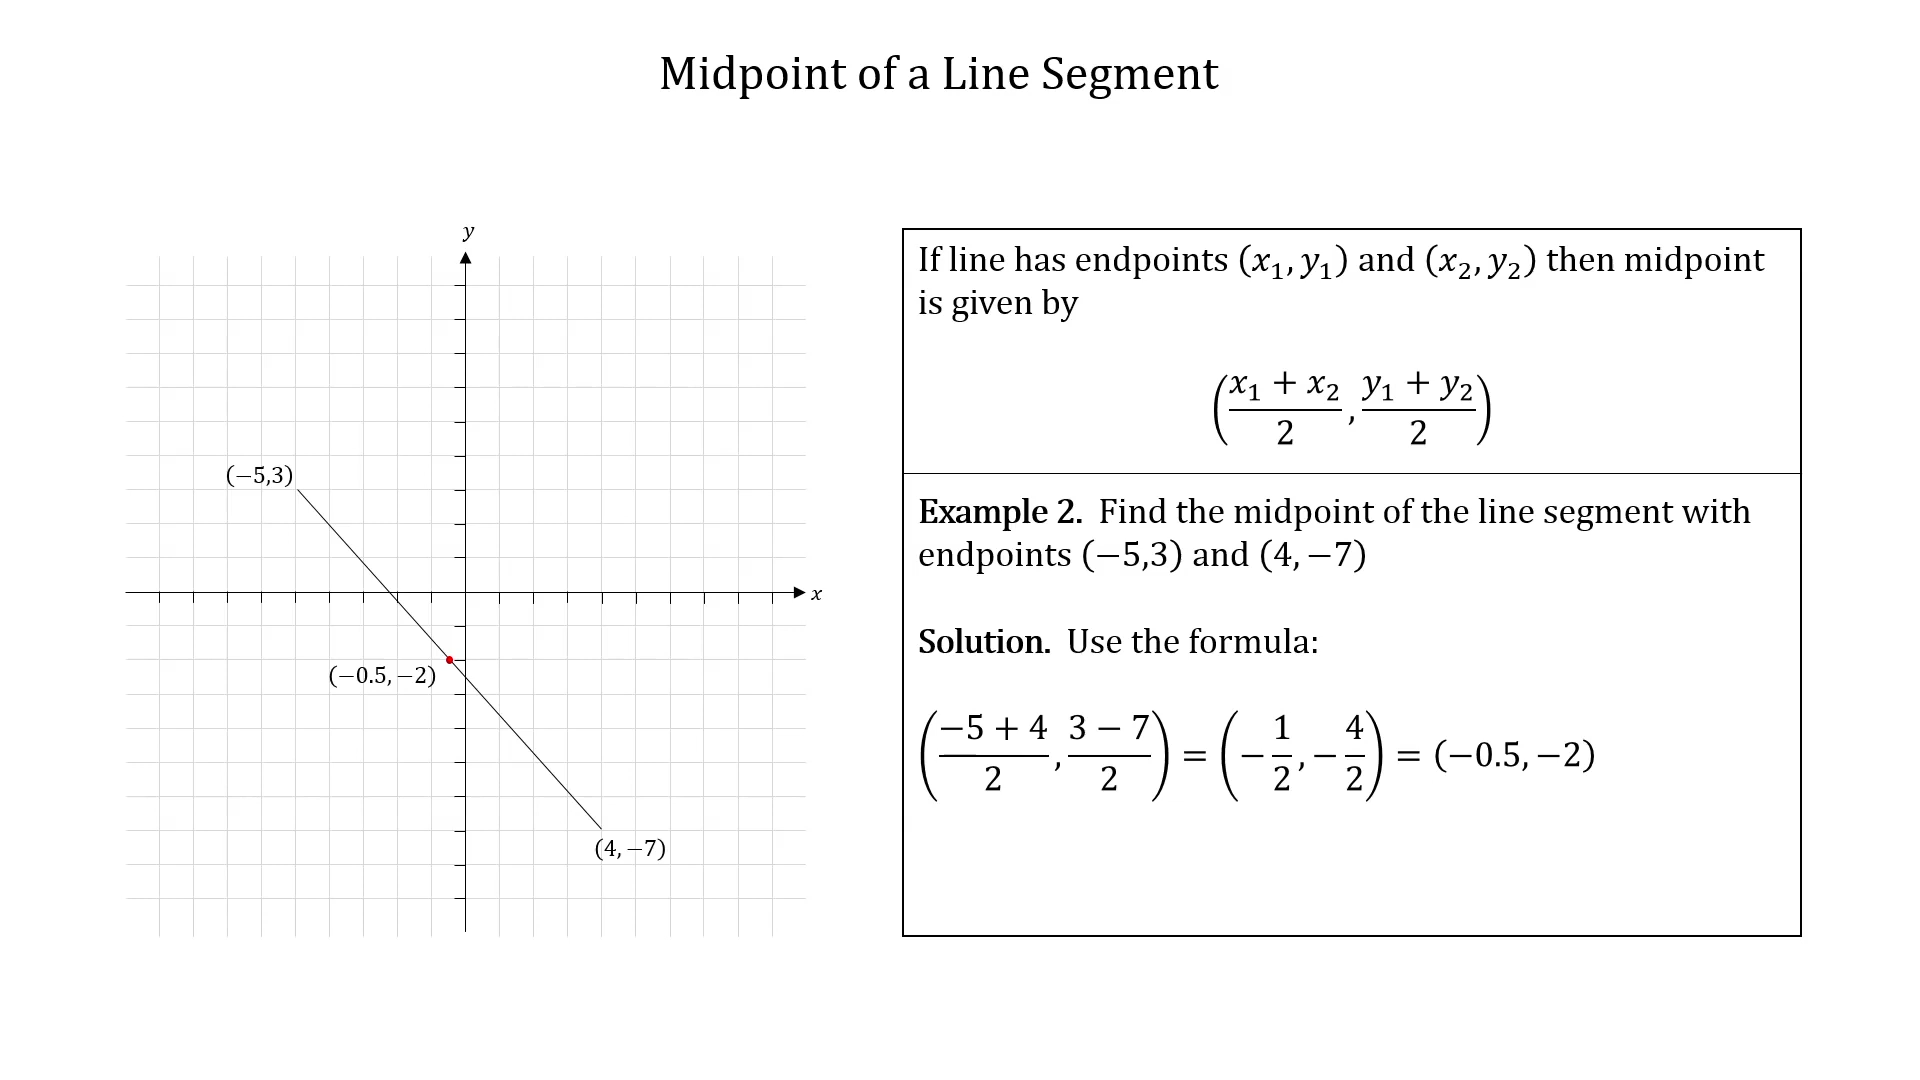 Midpoint of a Line Segment
y
(−5,3)
x
(−0.5, −2)
(4, −7)
If line has endpoints (x₁, y₁) and (x₂, y₂) then midpoint
is given by
((x₁ + x₂)/2, (y₁ + y₂)/2)
Example 2. Find the midpoint of the line segment with
endpoints (−5,3) and (4, −7)
Solution. Use the formula:
((−5 + 4)/2, (3 − 7)/2) = (−1/2, −4/2) = (−0.5, −2)